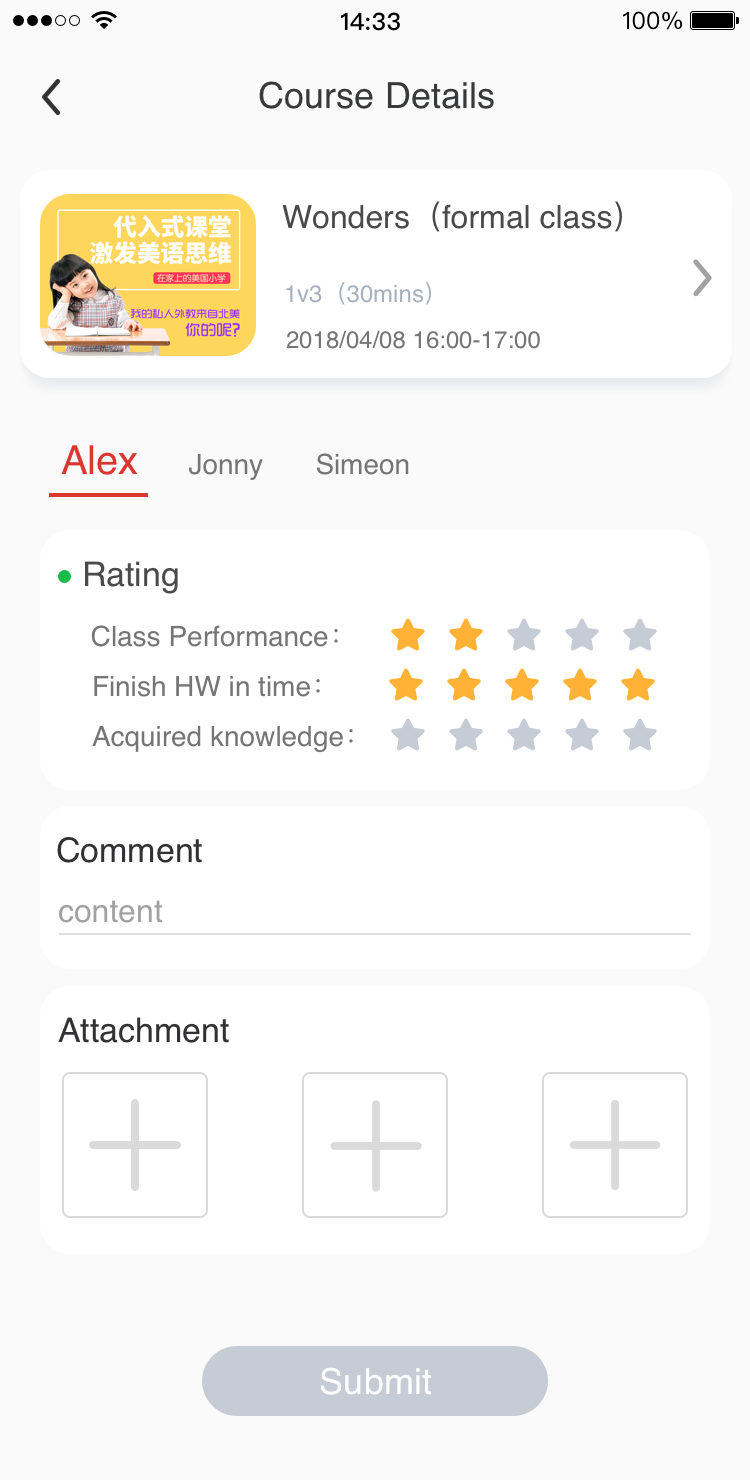 14:33
100%
Course Details
代入式课堂
激发美语思维
在家上的美国小学
我的私人外教来自北美
你的呢?
Wonders（formal class）
1v3（30mins）
2018/04/08 16:00-17:00
Alex Jonny Simeon
Rating
Class Performance：
Finish HW in time：
Acquired knowledge：
Comment
content
Attachment
Submit